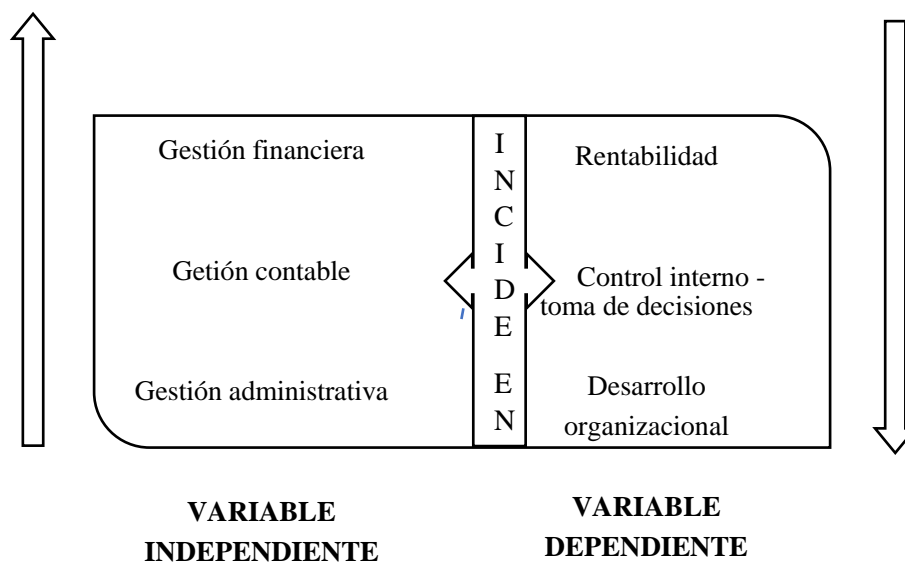 Gestión financiera
Getión contable
Gestión administrativa
I
N
C
I
D
E
E
N
Rentabilidad
Control interno -
toma de decisiones
Desarrollo
organizacional
VARIABLE
INDEPENDIENTE
VARIABLE
DEPENDIENTE